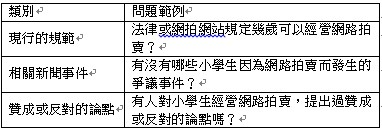 類別 問題範例
現行的規範 法律或網拍網站規定幾歲可以經營網路拍
賣？
相關新聞事件 有沒有哪些小學生因為網路拍賣而發生的
爭議事件？
贊成或反對的論點 有人對小學生經營網路拍賣，提出過贊成
或反對的論點嗎？